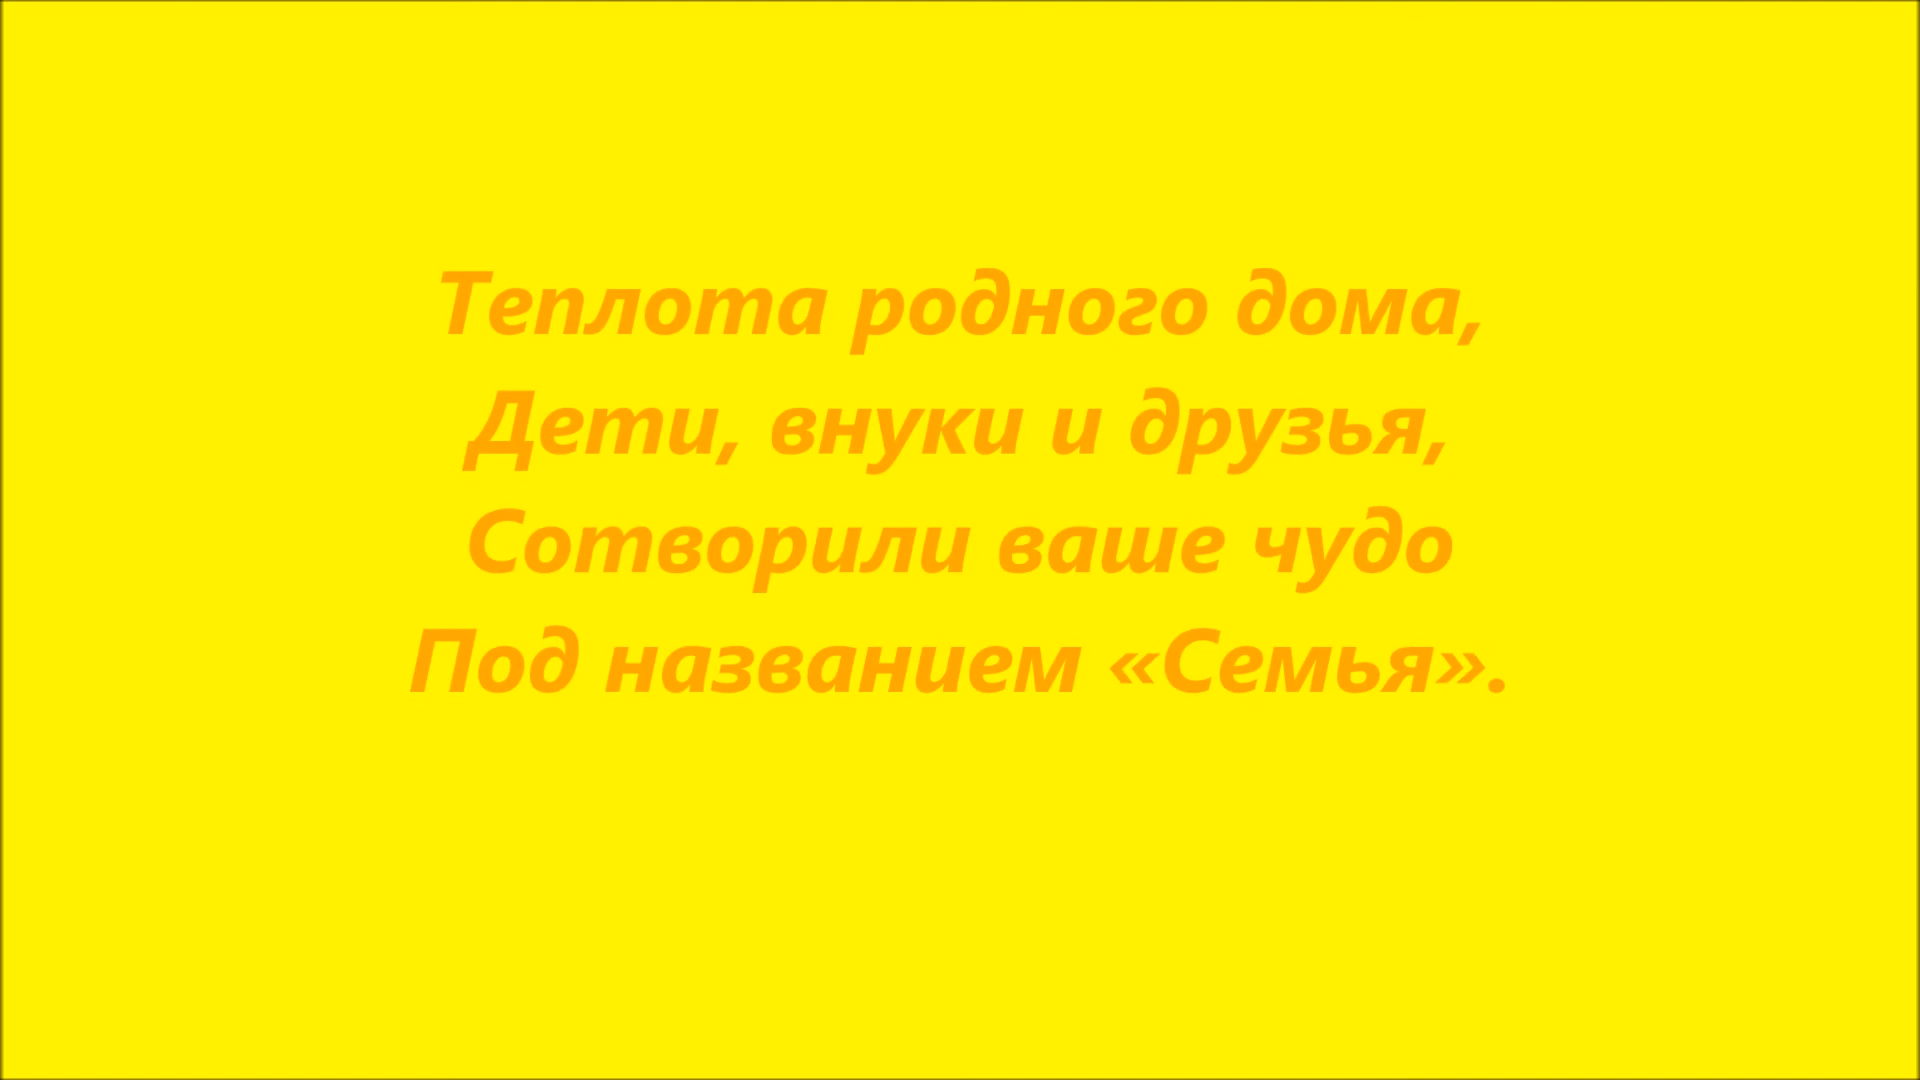 Теплота родного дома,
Дети, внуки и друзья,
Сотворили ваше чудо
Под названием «Семья».